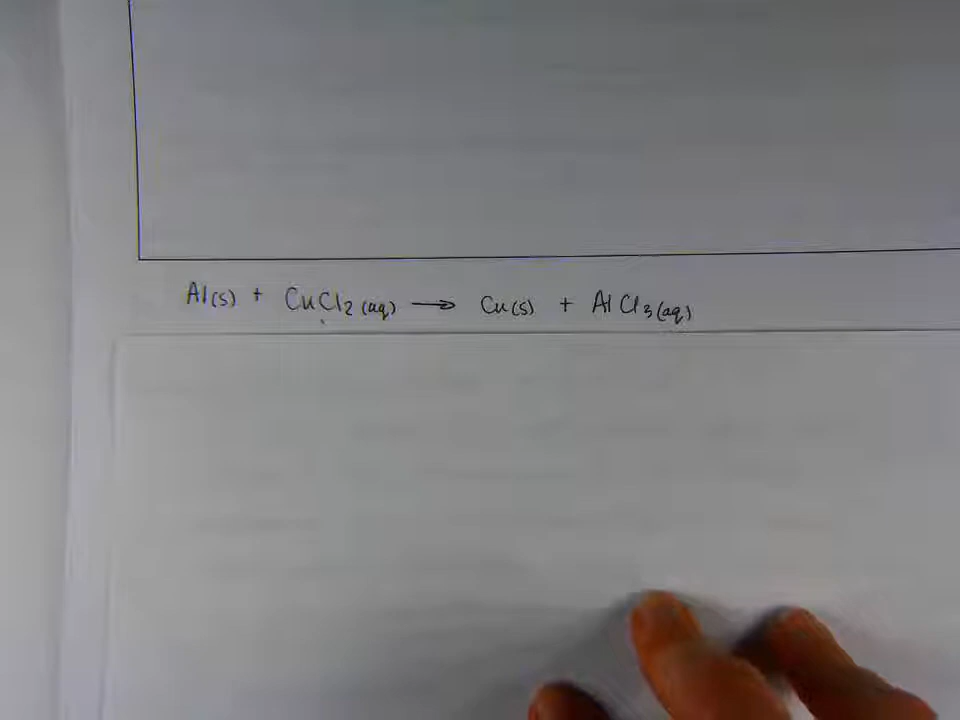 Al(s) + CuCl2 (aq) → Cu(s) + AlCl3(aq)